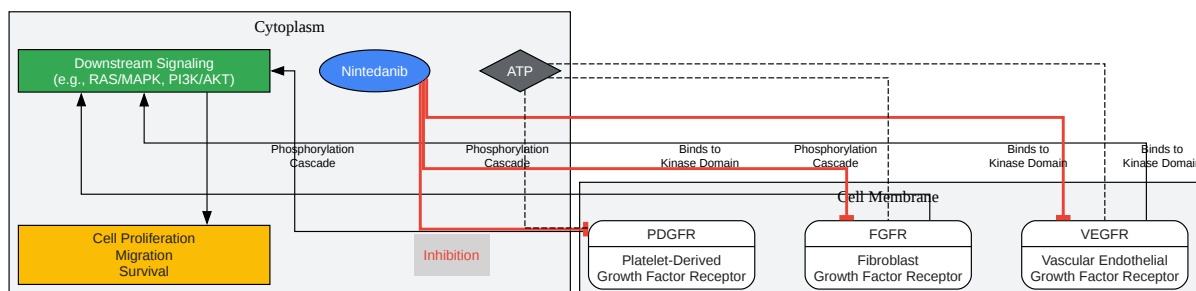 Cytoplasm
Downstream Signaling
(e.g., RAS/MAPK, PI3K/AKT)
Nintedanib
ATP
Phosphorylation
Cascade
Phosphorylation
Cascade
Binds to
Kinase Domain
Phosphorylation
Cascade
Binds to
Kinase Domain
Binds to
Kinase Domain
Cell Membrane
Cell Proliferation
Migration
Survival
Inhibition
PDGFR
Platelet-Derived
Growth Factor Receptor
FGFR
Fibroblast
Growth Factor Receptor
VEGFR
Vascular Endothelial
Growth Factor Receptor